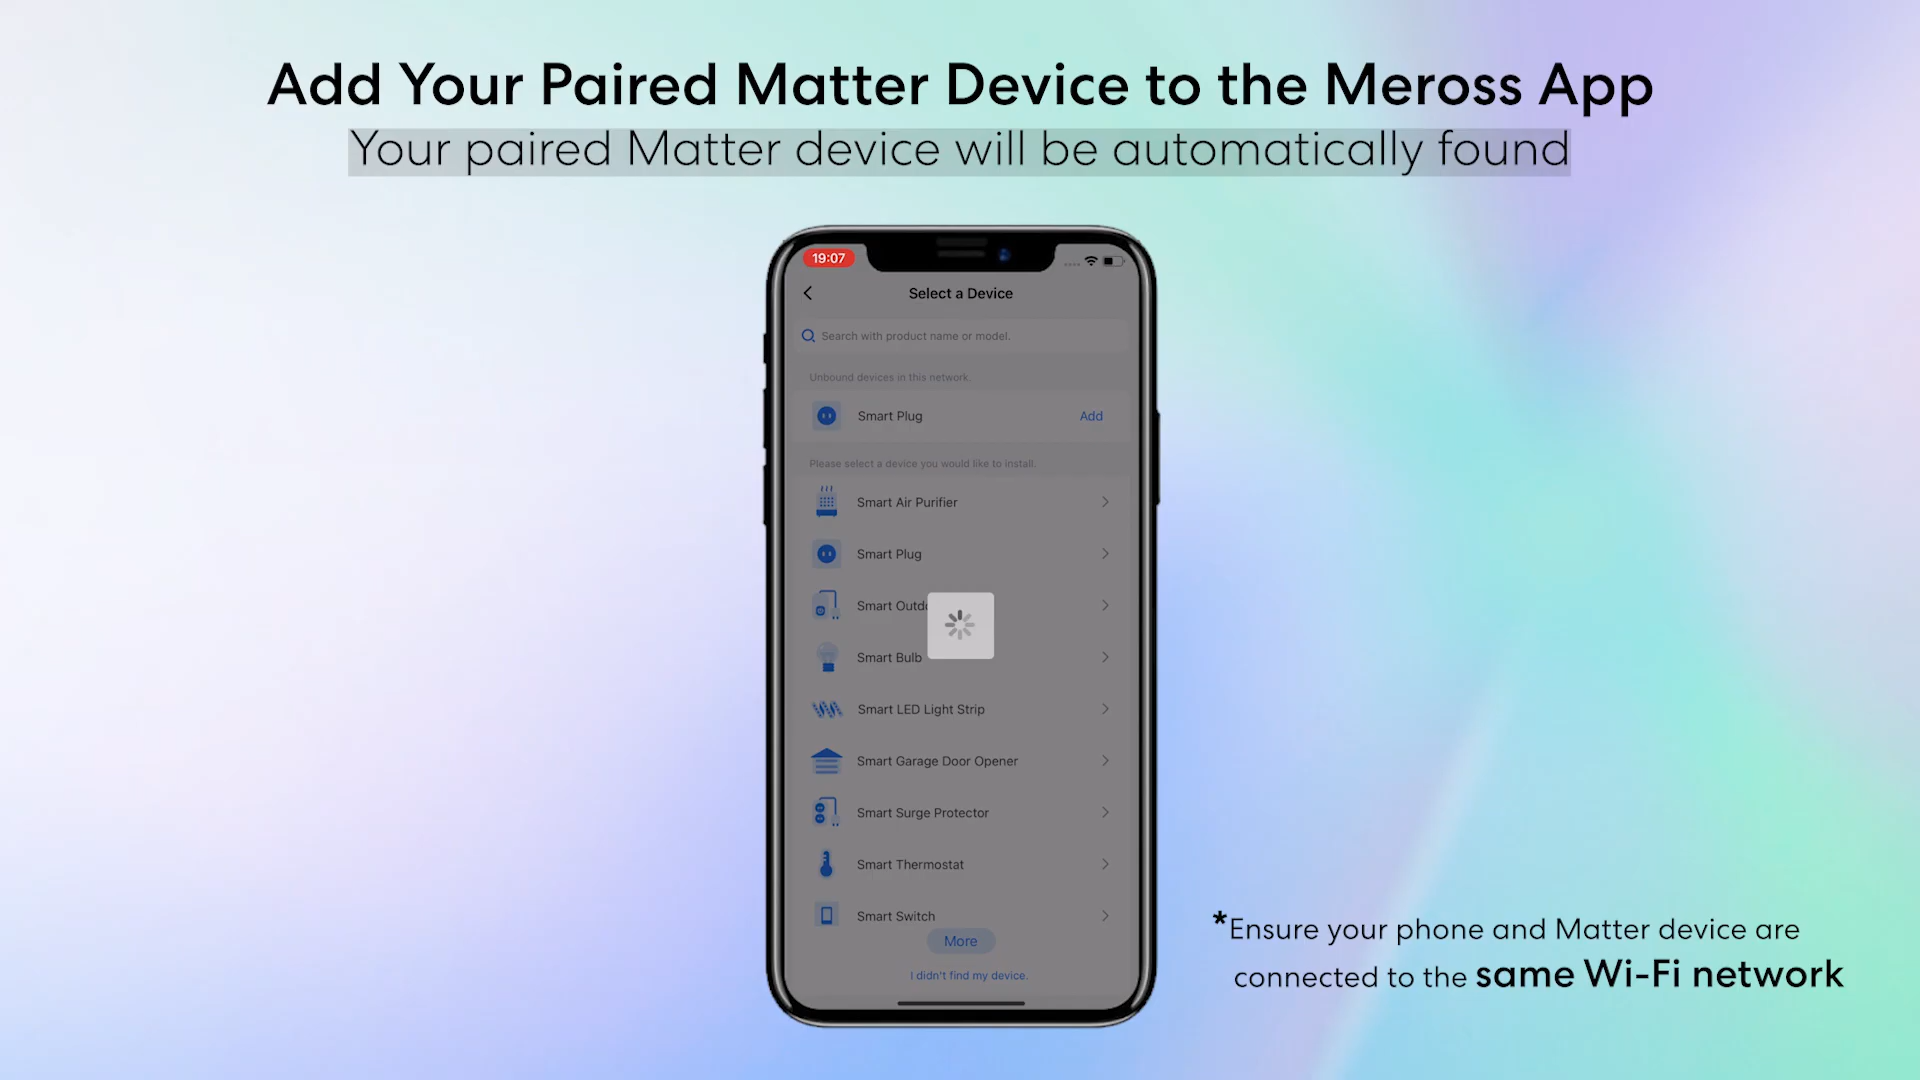 Add Your Paired Matter Device to the Meross App
Your paired Matter device will be automatically found
19:07
Select a Device
Search with product name or model.
Unbound devices in this network.
Smart Plug
Add
Please select a device you would like to install.
Smart Air Purifier
Smart Plug
Smart
Smart Bulb
Smart LED Light Strip
Smart Garage Door Opener
Smart Surge Protector
Smart Thermostat
Smart Switch
More
I didn't find my device.
*Ensure your phone and Matter device are
connected to the same Wi-Fi network